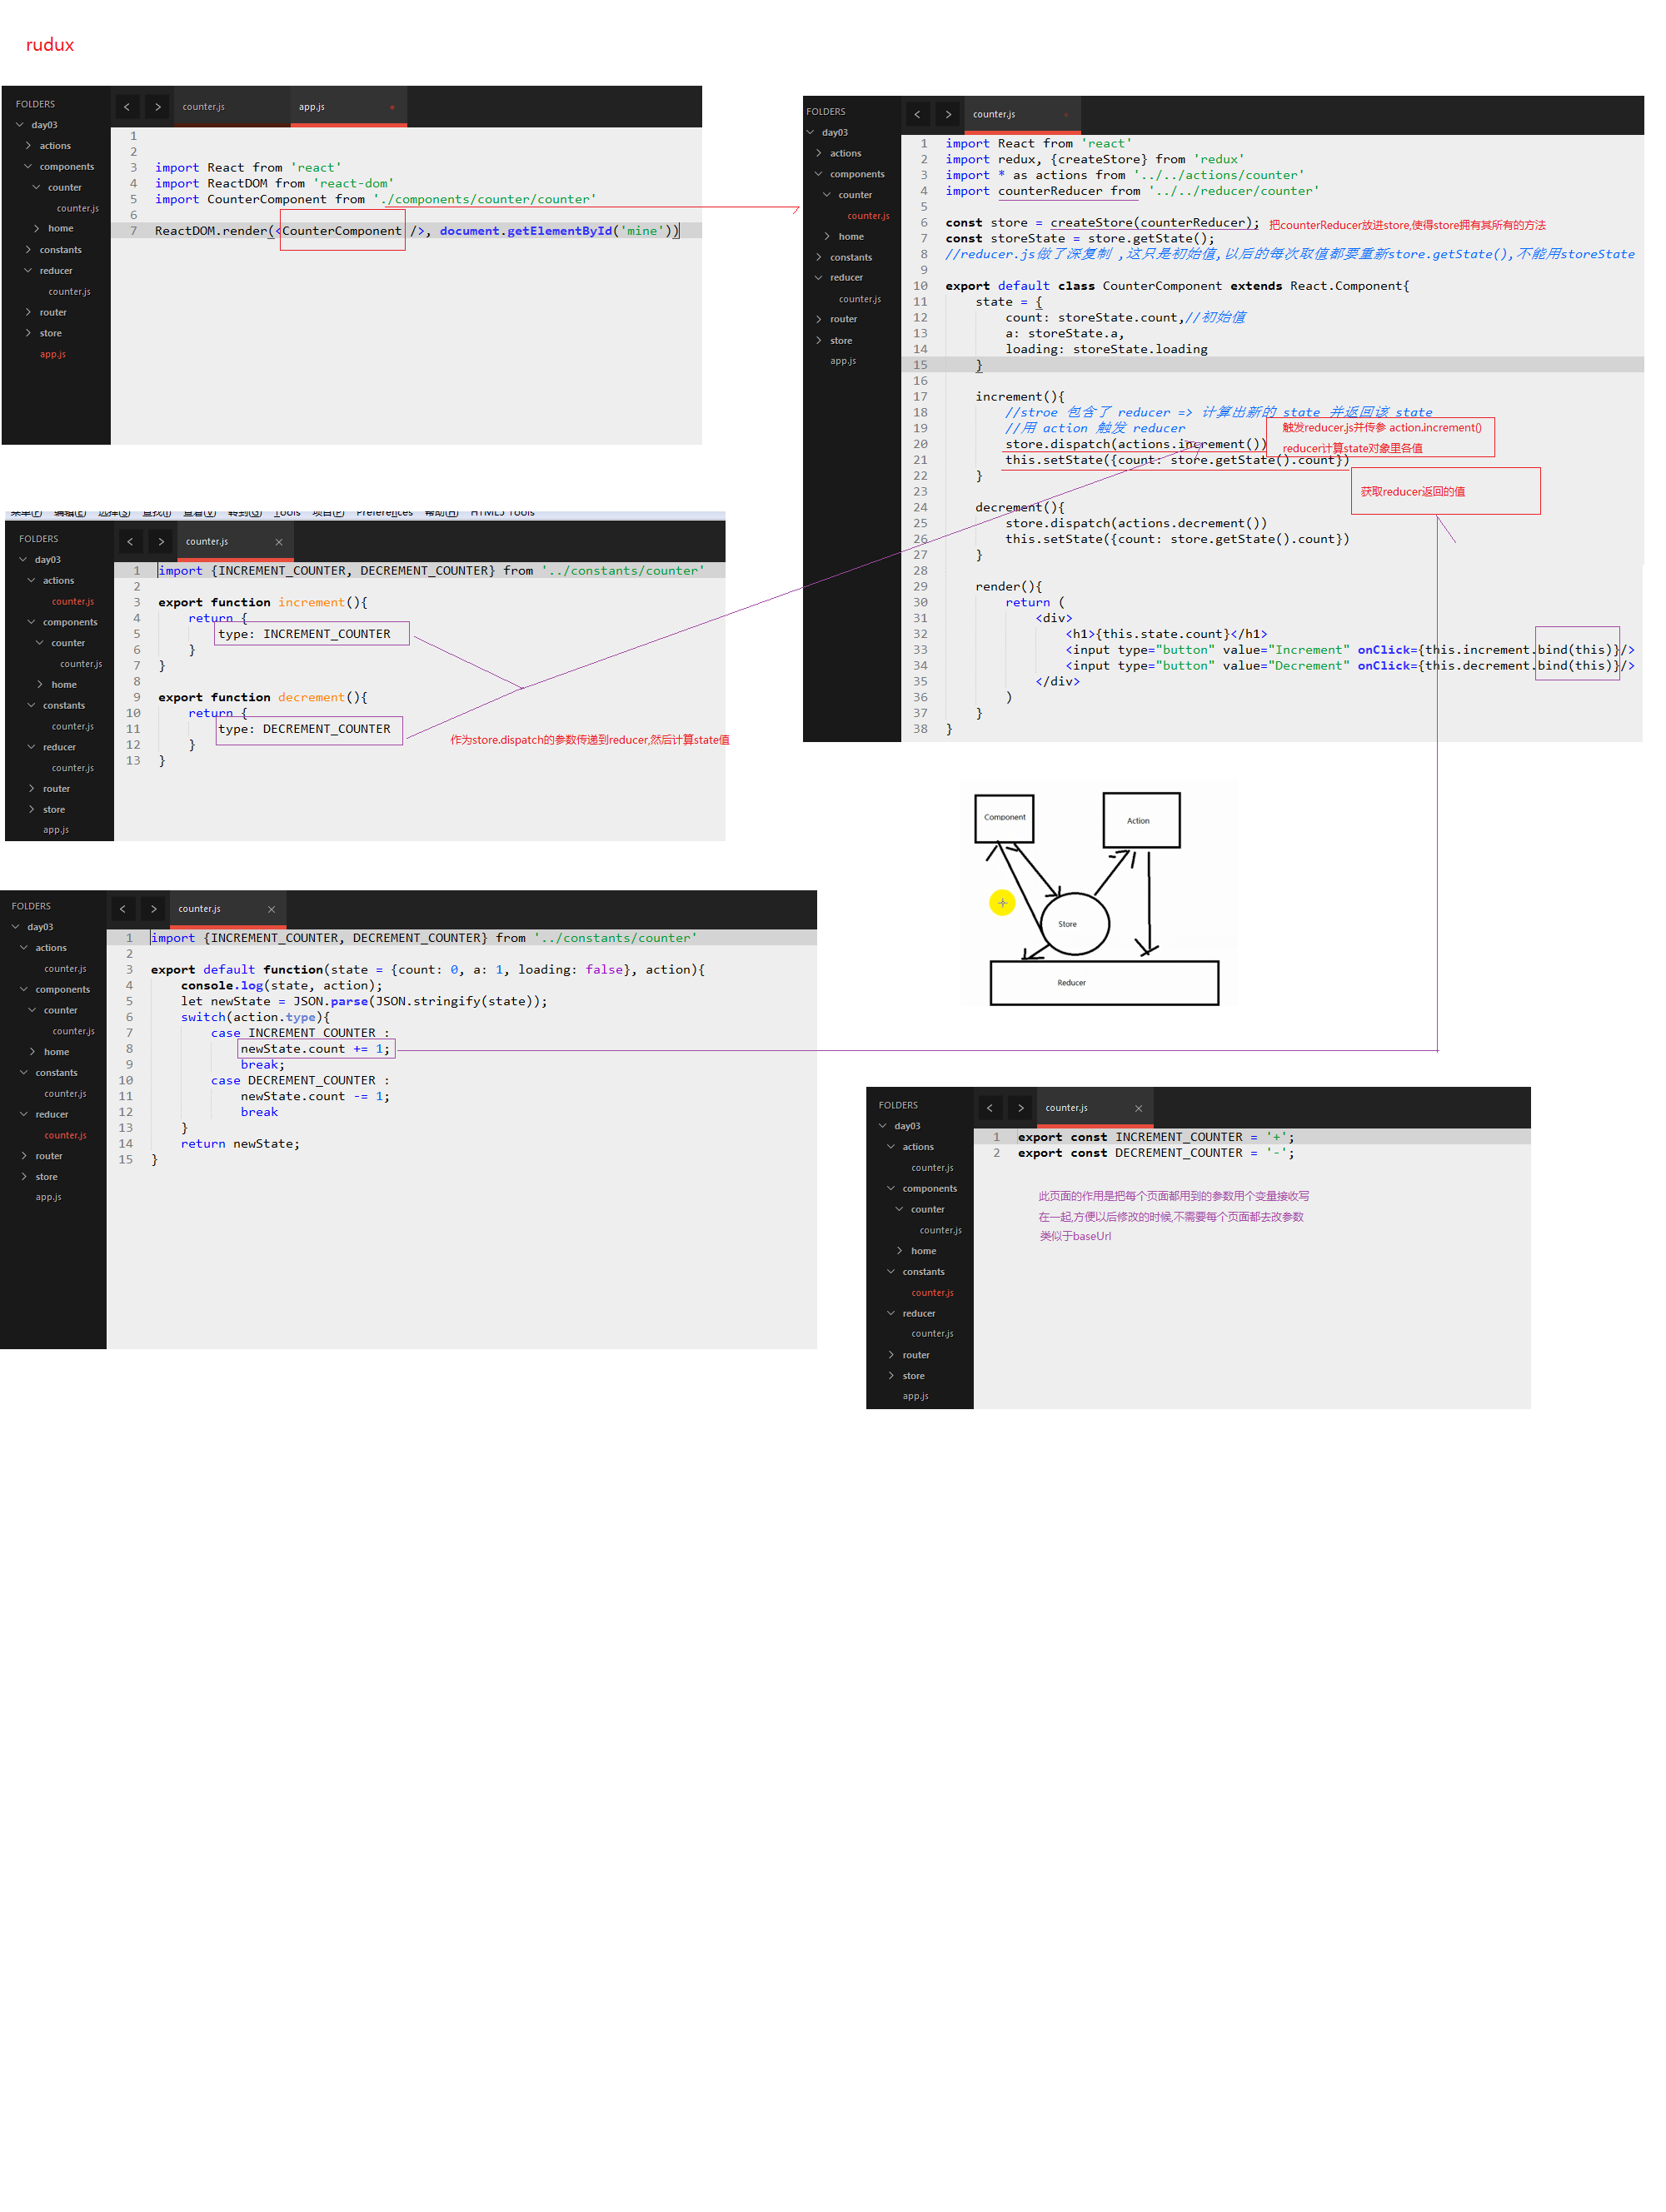 rudux
FOLDERS
day03
actions
components
counter
counter.js
home
constants
reducer
counter.js
router
store
app.js
counter.js
app.js
1
2
3 import React from 'react'
4 import ReactDOM from 'react-dom'
5 import CounterComponent from './components/counter/counter'
6
7 ReactDOM.render(<CounterComponent />, document.getElementById('mine'))
FOLDERS
day03
actions
components
counter
counter.js
home
constants
reducer
counter.js
router
store
app.js
counter.js
1 import React from 'react'
2 import redux, {createStore} from 'redux'
3 import * as actions from '../../actions/counter'
4 import counterReducer from '../../reducer/counter'
5
6 const store = createStore(counterReducer); 把counterReducer放进store,使得store拥有其所有的方法
7 const storeState = store.getState();
8 //reducer.js做了深复制 ,这只是初始值,以后的每次取值都要重新store.getState(),不能用storeState
9
10 export default class CounterComponent extends React.Component{
11 state = {
12 count: storeState.count,//初始值
13 a: storeState.a,
14 loading: storeState.loading
15 }
16
17 increment(){
18 //stroe 包含了 reducer => 计算出新的 state 并返回该 state
19 //用 action 触发 reducer
20 store.dispatch(actions.increment())
21 this.setState({count: store.getState().count})
22 }
23
24 decrement(){
25 store.dispatch(actions.decrement())
26 this.setState({count: store.getState().count})
27 }
28
29 render(){
30 return (
31 <div>
32 <h1>{this.state.count}</h1>
33 <input type="button" value="Increment" onClick={this.increment.bind(this)}/>
34 <input type="button" value="Decrement" onClick={this.decrement.bind(this)}/>
35 </div>
36 )
37 }
38 }
触发reducer.js并传参 action.increment()
reducer计算state对象里各值
获取reducer返回的值
菜单(F) 编辑(E) 选择(S) 查找(I) 查看(V) 转到(G) Tools 项目(P) Preferences 帮助(H) HTML5 Tools
FOLDERS
day03
actions
counter.js
components
counter
counter.js
home
constants
counter.js
reducer
counter.js
router
store
app.js
counter.js
1 import {INCREMENT_COUNTER, DECREMENT_COUNTER} from '../constants/counter'
2
3 export function increment(){
4 return {
5 type: INCREMENT_COUNTER
6 }
7 }
8
9 export function decrement(){
10 return {
11 type: DECREMENT_COUNTER
12 }
13 }
作为store.dispatch的参数传递到reducer,然后计算state值
Component
Action
Store
Reducer
FOLDERS
day03
actions
counter.js
components
counter
counter.js
home
constants
counter.js
reducer
counter.js
router
store
app.js
counter.js
1 import {INCREMENT_COUNTER, DECREMENT_COUNTER} from '../constants/counter'
2
3 export default function(state = {count: 0, a: 1, loading: false}, action){
4 console.log(state, action);
5 let newState = JSON.parse(JSON.stringify(state));
6 switch(action.type){
7 case INCREMENT_COUNTER :
8 newState.count += 1;
9 break;
10 case DECREMENT_COUNTER :
11 newState.count -= 1;
12 break
13 }
14 return newState;
15 }
FOLDERS
day03
actions
counter.js
components
counter
counter.js
home
constants
counter.js
reducer
counter.js
router
store
app.js
counter.js
1 export const INCREMENT_COUNTER = '+';
2 export const DECREMENT_COUNTER = '-';
此页面的作用是把每个页面都用到的参数用个变量接收写
在一起,方便以后修改的时候,不需要每个页面都去改参数
类似于baseUrl